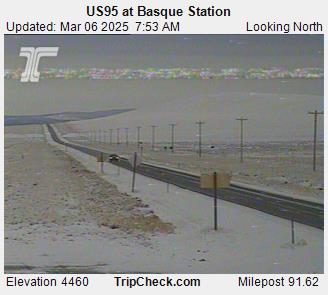 US95 at Basque Station
Updated: Mar 06 2025 7:53 AM Looking North
Elevation 4460 TripCheck.com Milepost 91.62